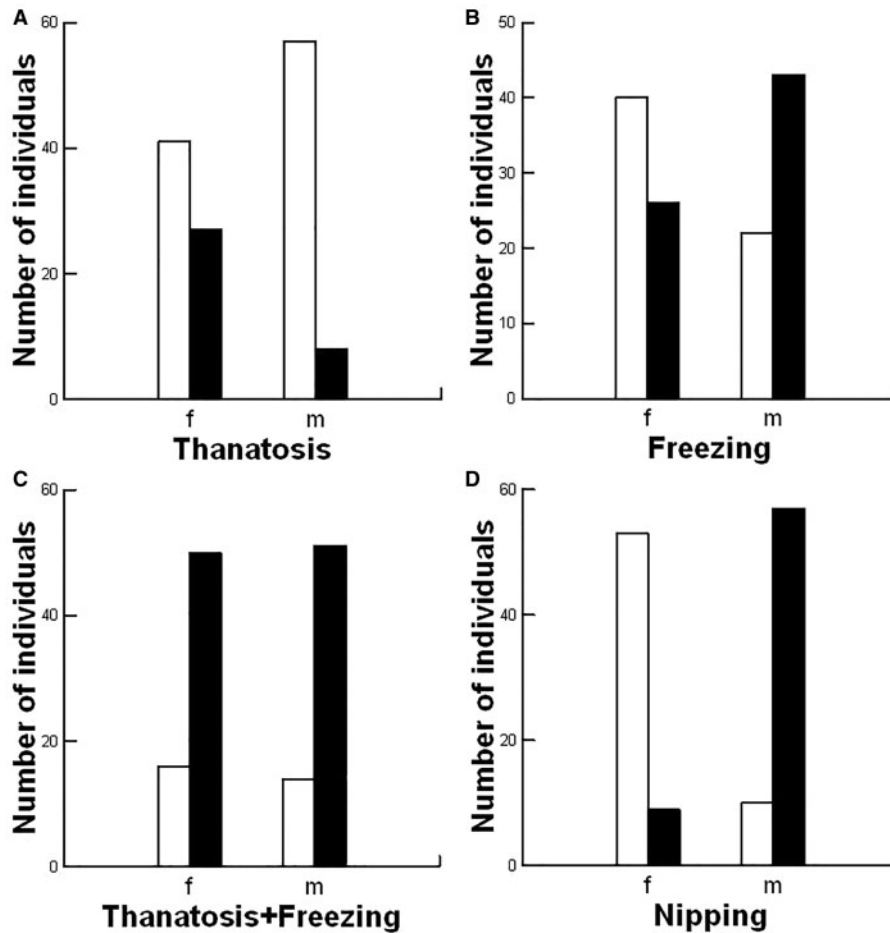 A
Number of individuals
60
40
20
0
f m
Thanatosis
B
Number of individuals
50
40
30
20
10
0
f m
Freezing
C
Number of individuals
60
40
20
0
f m
Thanatosis+Freezing
D
Number of individuals
60
40
20
0
f m
Nipping